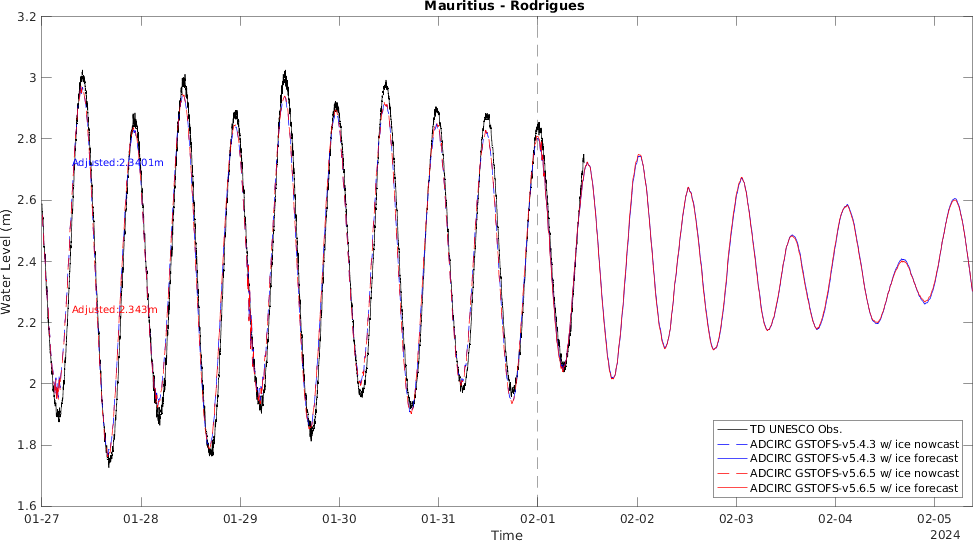 Mauritius - Rodrigues
3.2
3
2.8
2.6
2.4
2.2
2
1.8
1.6
Water Level (m)
Adjusted:2.3401m
Adjusted:2.343m
TD UNESCO Obs.
ADCIRC GSTOFS-v5.4.3 w/ ice nowcast
ADCIRC GSTOFS-v5.4.3 w/ ice forecast
ADCIRC GSTOFS-v5.6.5 w/ ice nowcast
ADCIRC GSTOFS-v5.6.5 w/ ice forecast
01-27 01-28 01-29 01-30 01-31 02-01 02-02 02-03 02-04 02-05
Time
2024